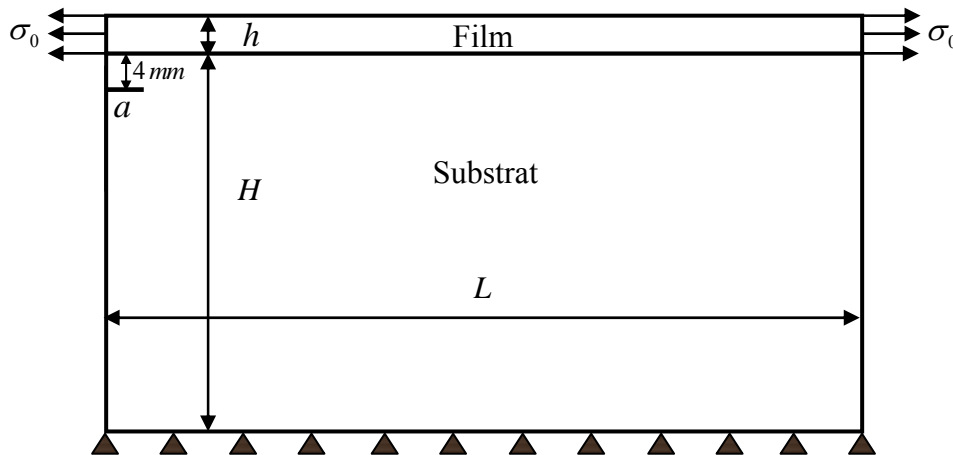 σ₀ h Film σ₀
4 mm
a
Substrat
H
L